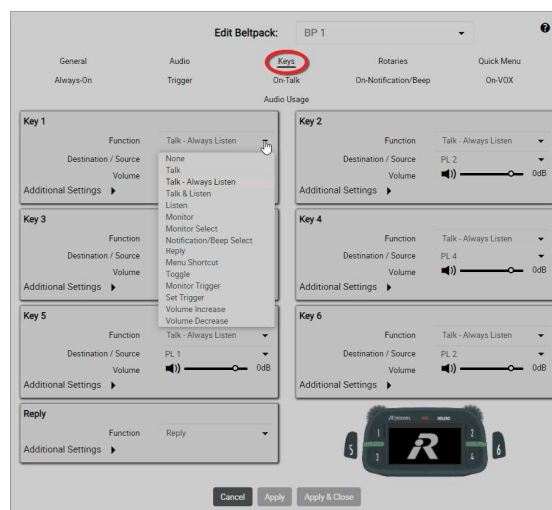 Edit Beltpack: BP 1
General Audio Keys Rotaries Quick Menu
Always-On Trigger On-Talk On-Notification/Beep On-VOX
Audio Usage
Key 1
Function Talk - Always Listen
Destination / Source
Volume
Additional Settings
None
Talk
Talk - Always Listen
Talk & Listen
Listen
Monitor
Monitor Select
Notification/Beep Select
Reply
Menu Shortcut
Toggle
Monitor Trigger
Set Trigger
Volume Increase
Volume Decrease
Key 2
Function Talk - Always Listen
Destination / Source PL 2
Volume 0dB
Additional Settings
Key 3
Function
Destination / Source
Volume
Additional Settings
Key 4
Function Talk - Always Listen
Destination / Source PL 4
Volume 0dB
Additional Settings
Key 5
Function Talk - Always Listen
Destination / Source PL 1
Volume 0dB
Additional Settings
Key 6
Function Talk - Always Listen
Destination / Source PL 2
Volume 0dB
Additional Settings
Reply
Function Reply
Additional Settings
1 2
5 3 4 6
Cancel Apply Apply & Close